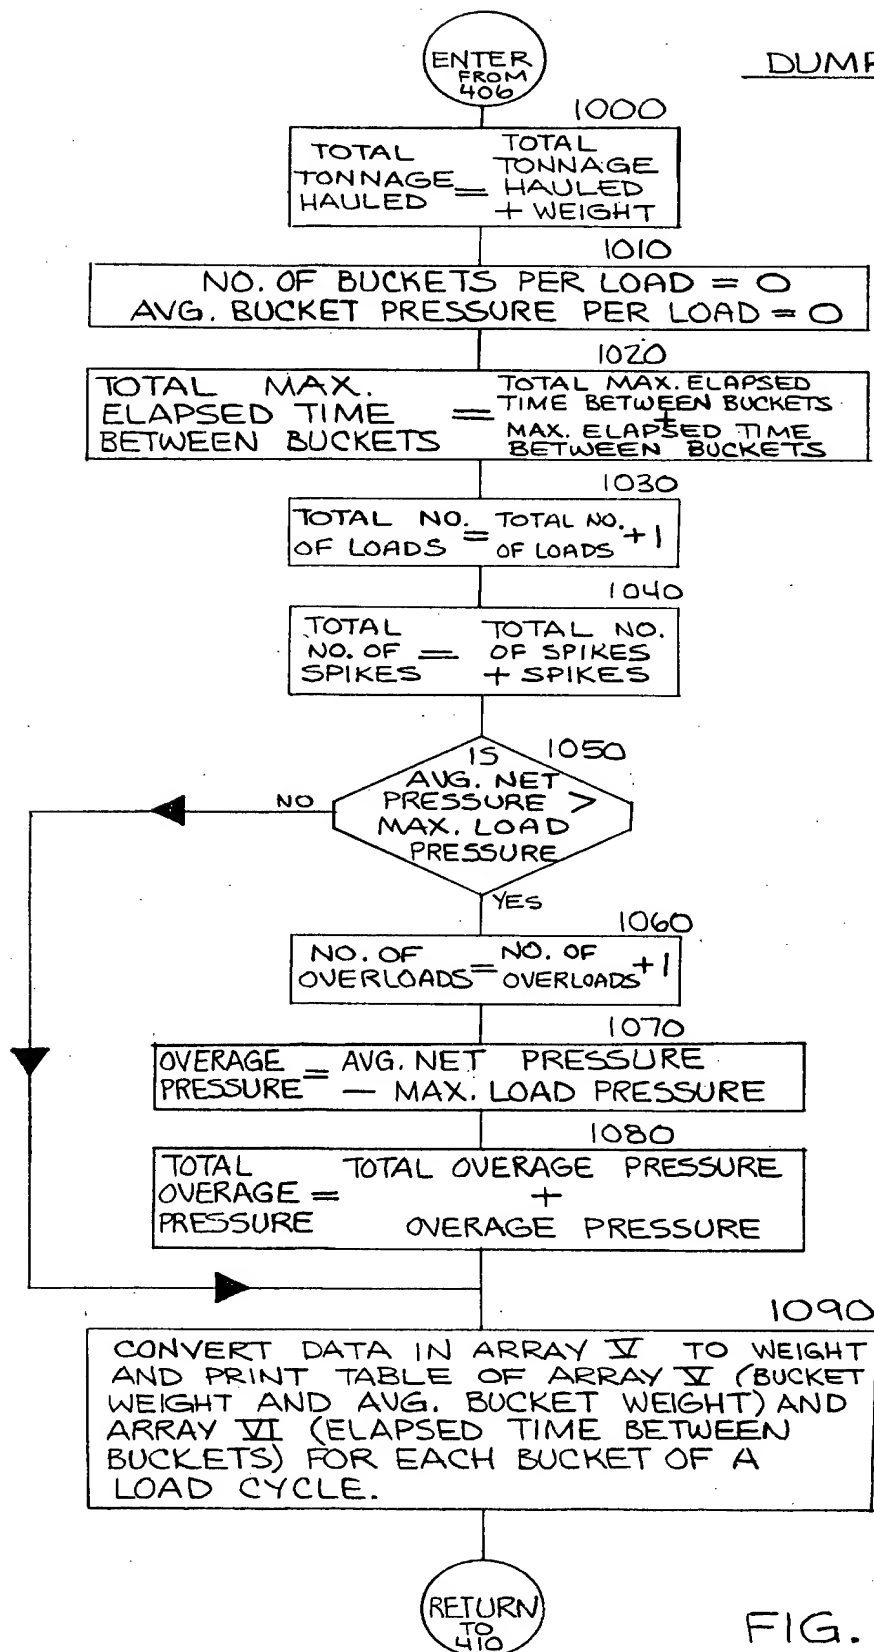 ENTER
FROM
406
DUMP
1000
TOTAL
TONNAGE
HAULED
=
TOTAL
TONNAGE
HAULED
+ WEIGHT
1010
NO. OF BUCKETS PER LOAD = 0
AVG. BUCKET PRESSURE PER LOAD = 0
1020
TOTAL MAX.
ELAPSED TIME
BETWEEN BUCKETS
=
TOTAL MAX. ELAPSED
TIME BETWEEN BUCKETS
+
MAX. ELAPSED TIME
BETWEEN BUCKETS
1030
TOTAL NO.
OF LOADS
=
TOTAL NO.
OF LOADS
+1
1040
TOTAL
NO. OF
SPIKES
=
TOTAL NO.
OF SPIKES
+ SPIKES
1050
IS
AVG. NET
PRESSURE >
MAX. LOAD
PRESSURE
NO
YES
1060
NO. OF
OVERLOADS
=
NO. OF
OVERLOADS
+1
1070
OVERAGE
PRESSURE
=
AVG. NET PRESSURE
— MAX. LOAD PRESSURE
1080
TOTAL
OVERAGE
PRESSURE
=
TOTAL OVERAGE PRESSURE
+
OVERAGE PRESSURE
1090
CONVERT DATA IN ARRAY V TO WEIGHT
AND PRINT TABLE OF ARRAY V (BUCKET
WEIGHT AND AVG. BUCKET WEIGHT) AND
ARRAY VI (ELAPSED TIME BETWEEN
BUCKETS) FOR EACH BUCKET OF A
LOAD CYCLE.
RETURN
TO
410
FIG.